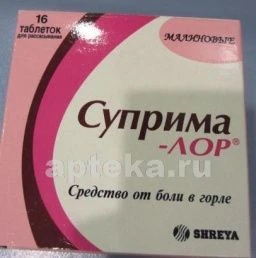 16
таблеток
для рассасывания
МАЛИНОВЫЕ
Суприма
-ЛОР®
apteka.ru
Средство от боли в горле
SHREYA